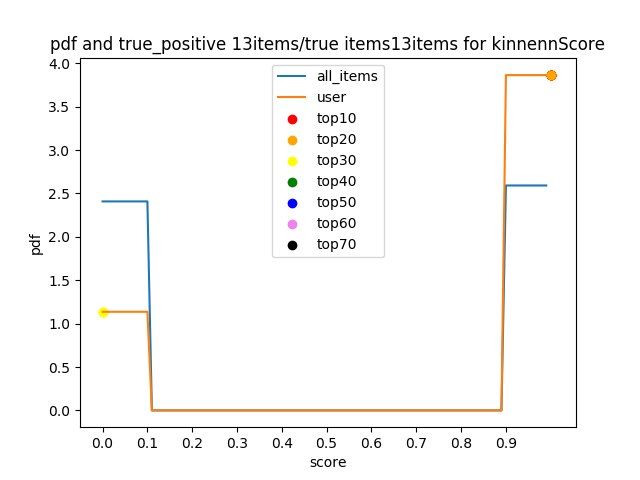 pdf and true_positive 13items/true items13items for kinnennScore
4.0
3.5
3.0
2.5
2.0
1.5
1.0
0.5
0.0
pdf
all_items
user
top10
top20
top30
top40
top50
top60
top70
0.0 0.1 0.2 0.3 0.4 0.5 0.6 0.7 0.8 0.9
score